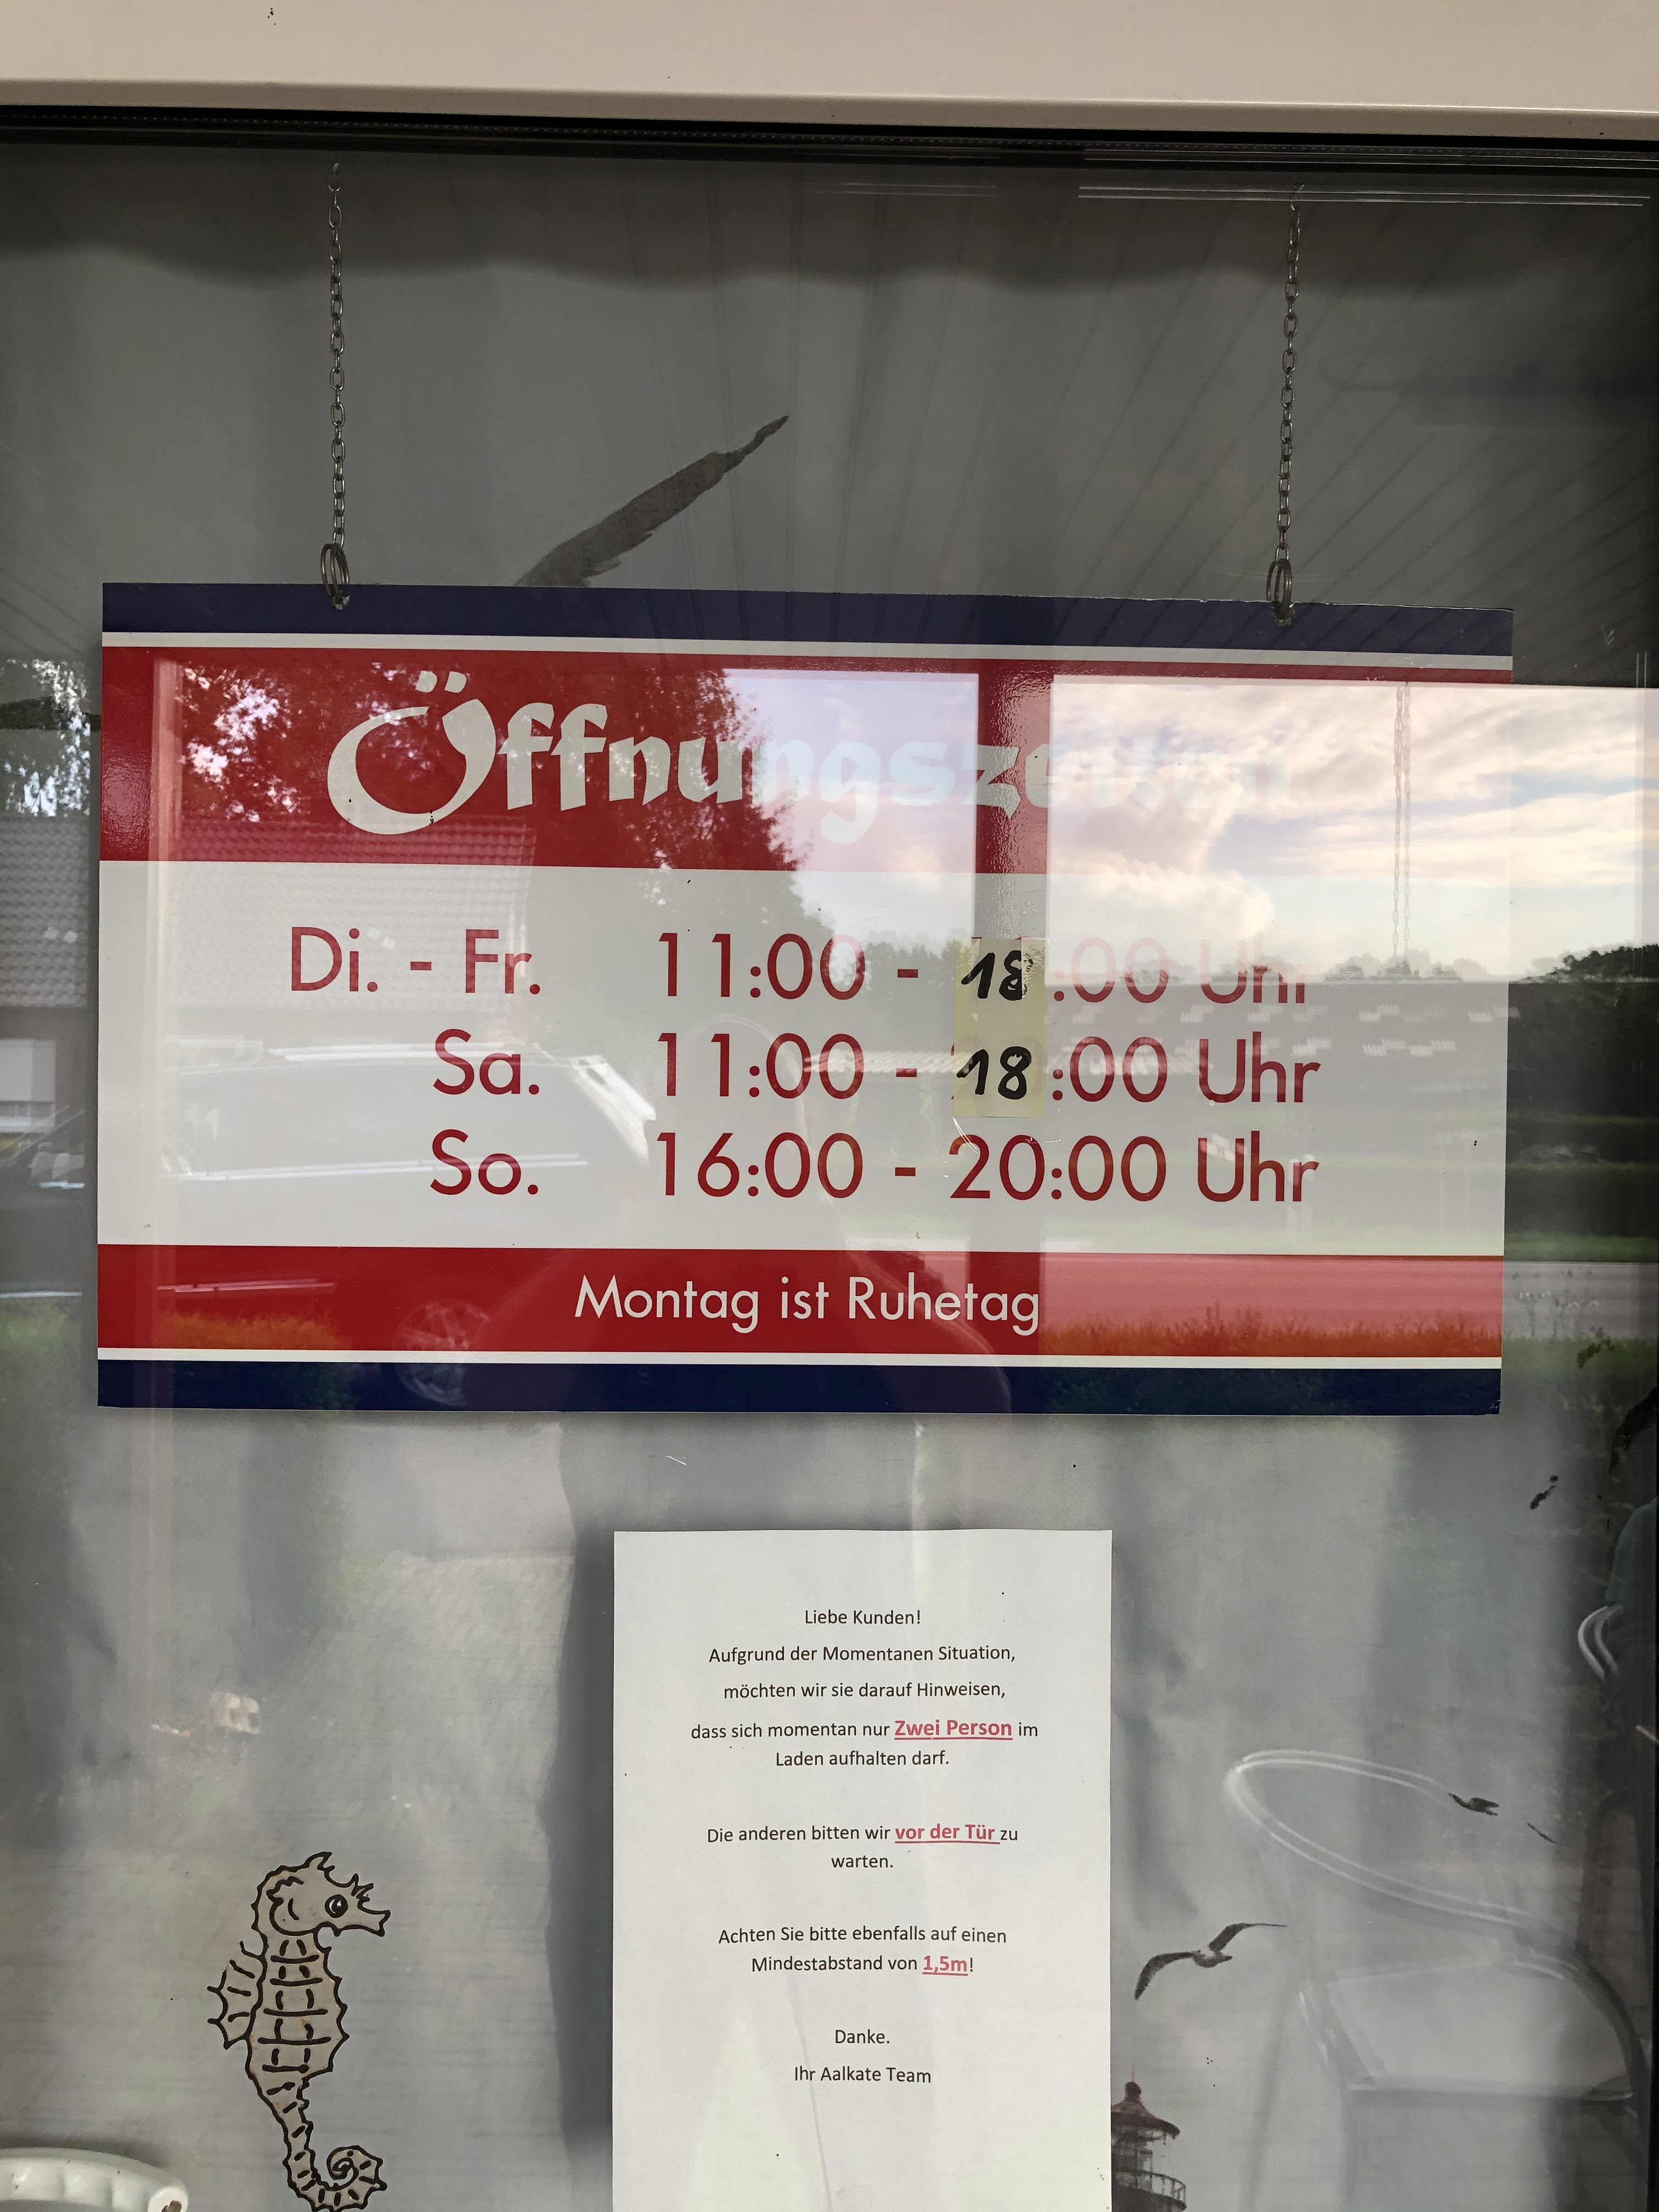 Öffnungszeiten
Di. - Fr. 11:00 - 18:00 Uhr
Sa. 11:00 - 18:00 Uhr
So. 16:00 - 20:00 Uhr
Montag ist Ruhetag
Liebe Kunden!
Aufgrund der Momentanen Situation,
möchten wir sie darauf Hinweisen,
dass sich momentan nur Zwei Person im
Laden aufhalten darf.
Die anderen bitten wir vor der Tür zu
warten.
Achten Sie bitte ebenfalls auf einen
Mindestabstand von 1,5m!
Danke.
Ihr Aalkate Team